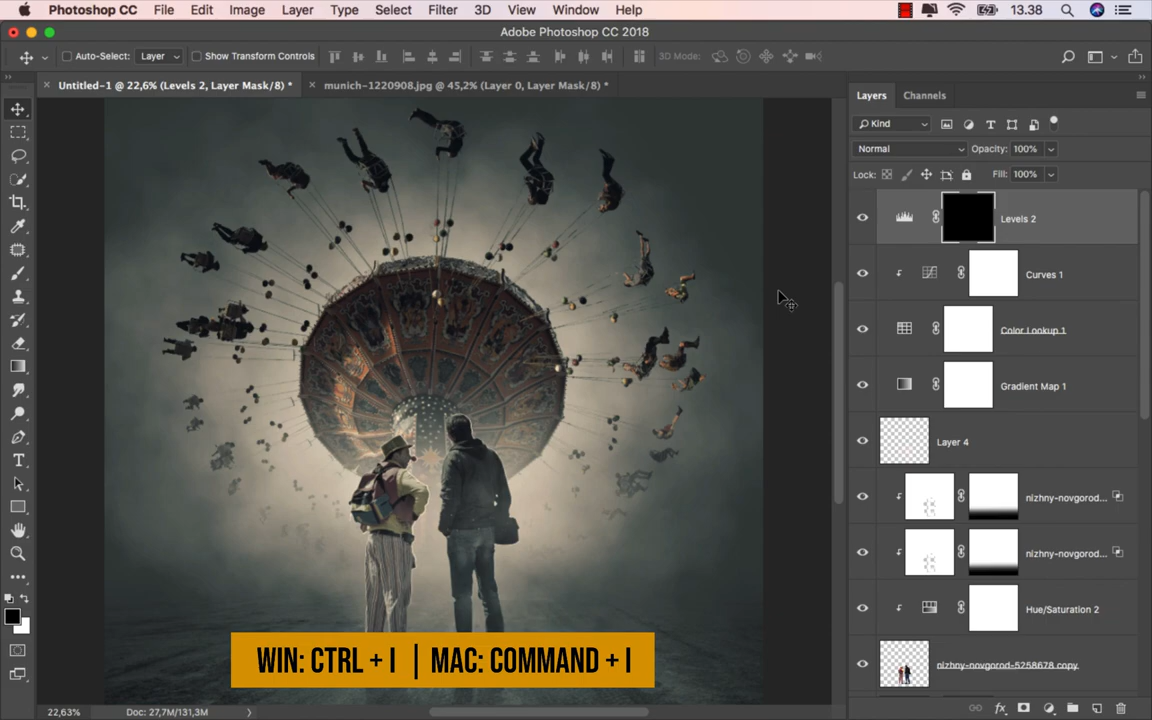 Photoshop CC File Edit Image Layer Type Select Filter 3D View Window Help 13.38
Adobe Photoshop CC 2018
Auto-Select: Layer Show Transform Controls 3D Mode:
Untitled-1 @ 22,6% (Levels 2, Layer Mask/8) * munich-1220908.jpg @ 45,2% (Layer 0, Layer Mask/8) *
Layers Channels
Kind
Normal Opacity: 100%
Lock: Fill: 100%
Levels 2
Curves 1
Color Lookup 1
Gradient Map 1
Layer 4
nizhny-novgorod...
nizhny-novgorod...
Hue/Saturation 2
nizhny-novgorod-5258678 copy
WIN: CTRL + I | MAC: COMMAND + I
22,63% Doc: 27,7M/131,3M